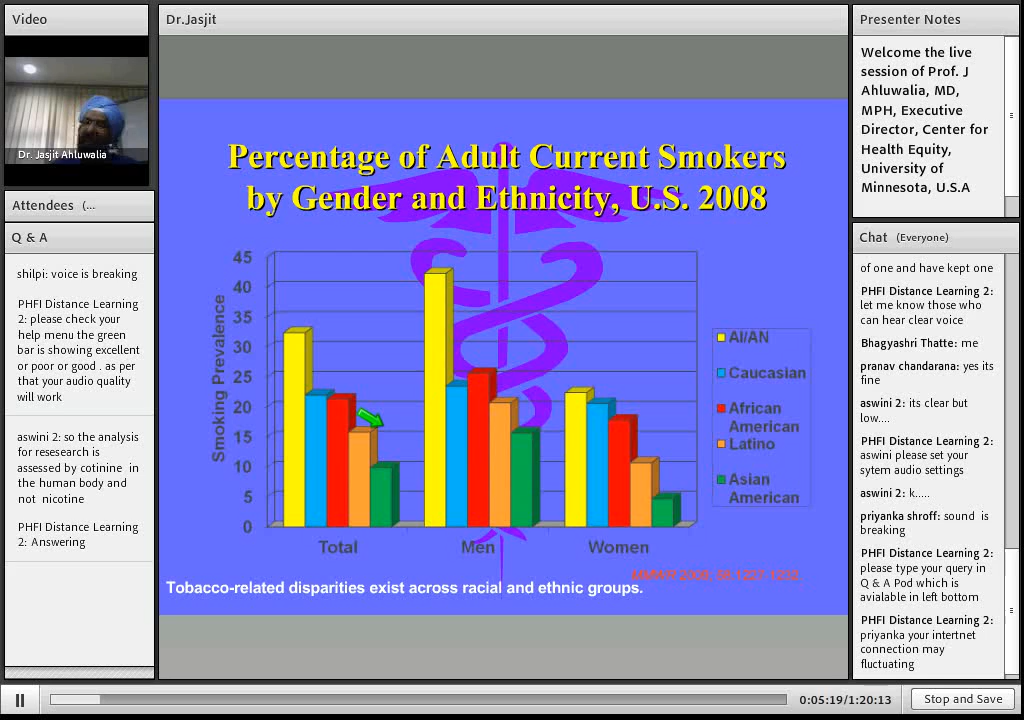 Video
Dr. Jasjit Ahluwalia
Attendees (...
Q & A
shilpi: voice is breaking
PHFI Distance Learning
2: please check your
help menu the green
bar is showing excellent
or poor or good . as per
that your audio quality
will work
aswini 2: so the analysis
for resesearch is
assessed by cotinine in
the human body and
not nicotine
PHFI Distance Learning
2: Answering
Dr.Jasjit
Percentage of Adult Current Smokers
by Gender and Ethnicity, U.S. 2008
Smoking Prevalence
45
40
35
30
25
20
15
10
5
0
Total
Men
Women
AI/AN
Caucasian
African
American
Latino
Asian
American
Tobacco-related disparities exist across racial and ethnic groups.
Presenter Notes
Welcome the live
session of Prof. J
Ahluwalia, MD,
MPH, Executive
Director, Center for
Health Equity,
University of
Minnesota, U.S.A
Chat (Everyone)
of one and have kept one
PHFI Distance Learning 2:
let me know those who
can hear clear voice
Bhagyashri Thatte: me
pranav chandarana: yes its
fine
aswini 2: its clear but
low....
PHFI Distance Learning 2:
aswini please set your
sytem audio settings
aswini 2: k.....
priyanka shroff: sound is
breaking
PHFI Distance Learning 2:
please type your query in
Q & A Pod which is
avialable in left bottom
PHFI Distance Learning 2:
priyanka your intertnet
connection may
fluctuating
0:05:19/1:20:13
Stop and Save